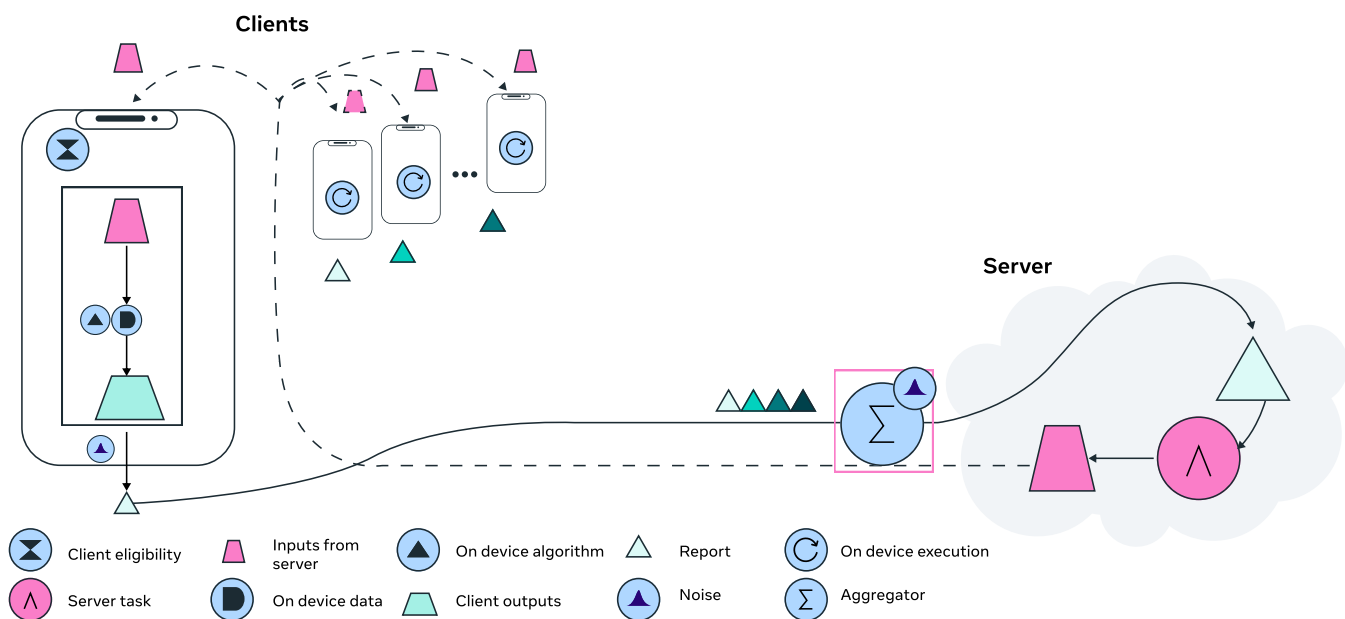 Clients
Server
Client eligibility
Inputs from
server
On device algorithm
Report
On device execution
Server task
On device data
Client outputs
Noise
Aggregator